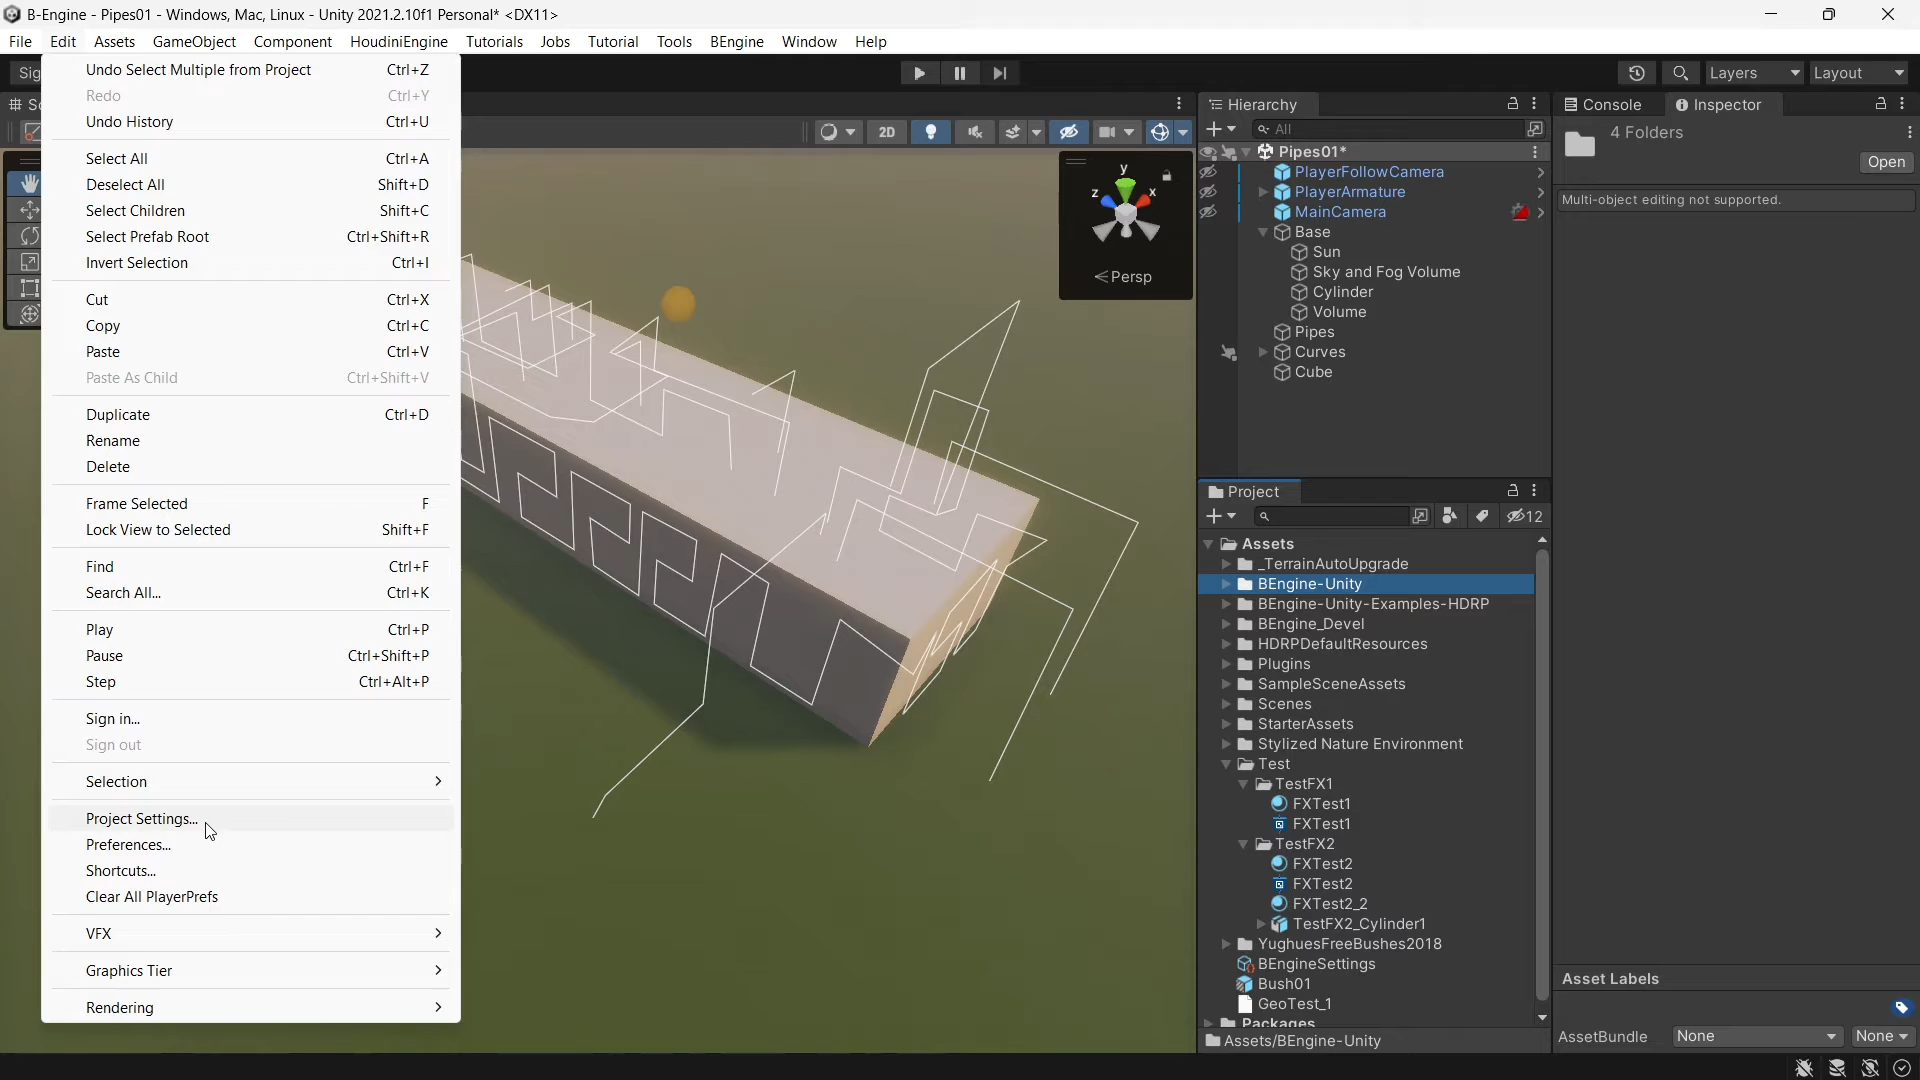 B-Engine - Pipes01 - Windows, Mac, Linux - Unity 2021.2.10f1 Personal* <DX11>
File Edit Assets GameObject Component HoudiniEngine Tutorials Jobs Tutorial Tools BEngine Window Help
Sig
Layers
Layout
Undo Select Multiple from Project Ctrl+Z
Redo Ctrl+Y
Undo History Ctrl+U
Select All Ctrl+A
Deselect All Shift+D
Select Children Shift+C
Select Prefab Root Ctrl+Shift+R
Invert Selection Ctrl+I
Cut Ctrl+X
Copy Ctrl+C
Paste Ctrl+V
Paste As Child Ctrl+Shift+V
Duplicate Ctrl+D
Rename
Delete
Frame Selected F
Lock View to Selected Shift+F
Find Ctrl+F
Search All... Ctrl+K
Play Ctrl+P
Pause Ctrl+Shift+P
Step Ctrl+Alt+P
Sign in...
Sign out
Selection
Project Settings...
Preferences...
Shortcuts...
Clear All PlayerPrefs
VFX
Graphics Tier
Rendering
2D
y
z x
Persp
Hierarchy
All
Pipes01*
PlayerFollowCamera
PlayerArmature
MainCamera
Base
Sun
Sky and Fog Volume
Cylinder
Volume
Pipes
Curves
Cube
Project
12
Assets
_TerrainAutoUpgrade
BEngine-Unity
BEngine-Unity-Examples-HDRP
BEngine_Devel
HDRPDefaultResources
Plugins
SampleSceneAssets
Scenes
StarterAssets
Stylized Nature Environment
Test
TestFX1
FXTest1
FXTest1
TestFX2
FXTest2
FXTest2
FXTest2_2
TestFX2_Cylinder1
YughuesFreeBushes2018
BEngineSettings
Bush01
GeoTest_1
Packages
Assets/BEngine-Unity
Console Inspector
4 Folders
Open
Multi-object editing not supported.
Asset Labels
AssetBundle None None